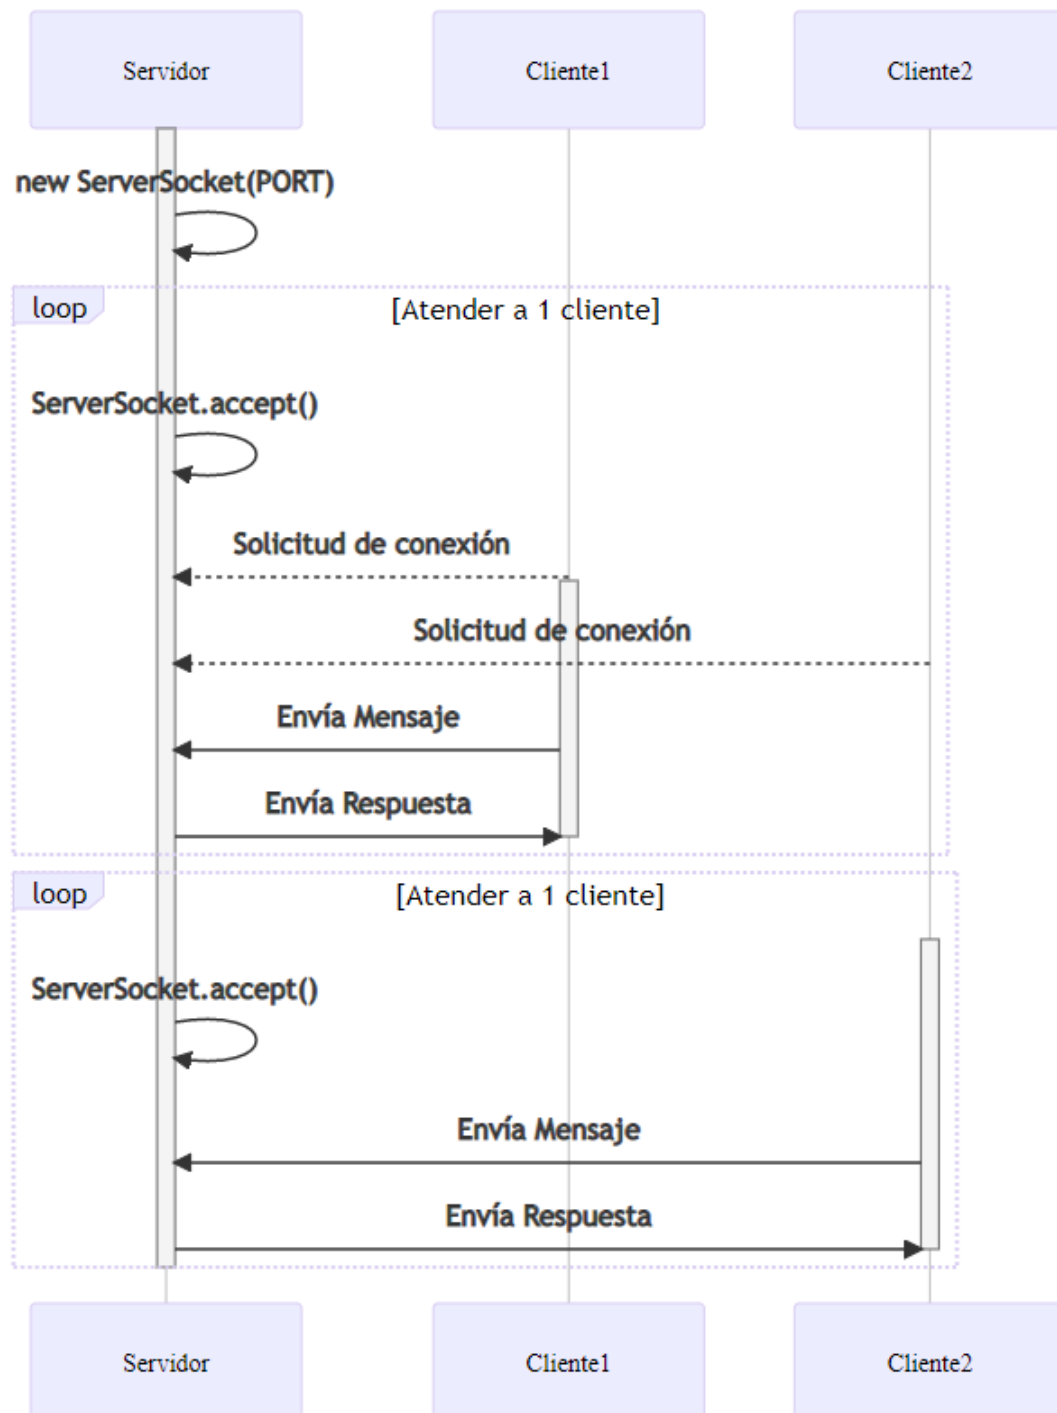 Servidor
Cliente1
Cliente2
new ServerSocket(PORT)
loop
[Atender a 1 cliente]
ServerSocket.accept()
Solicitud de conexión
Solicitud de conexión
Envía Mensaje
Envía Respuesta
loop
[Atender a 1 cliente]
ServerSocket.accept()
Envía Mensaje
Envía Respuesta
Servidor
Cliente1
Cliente2